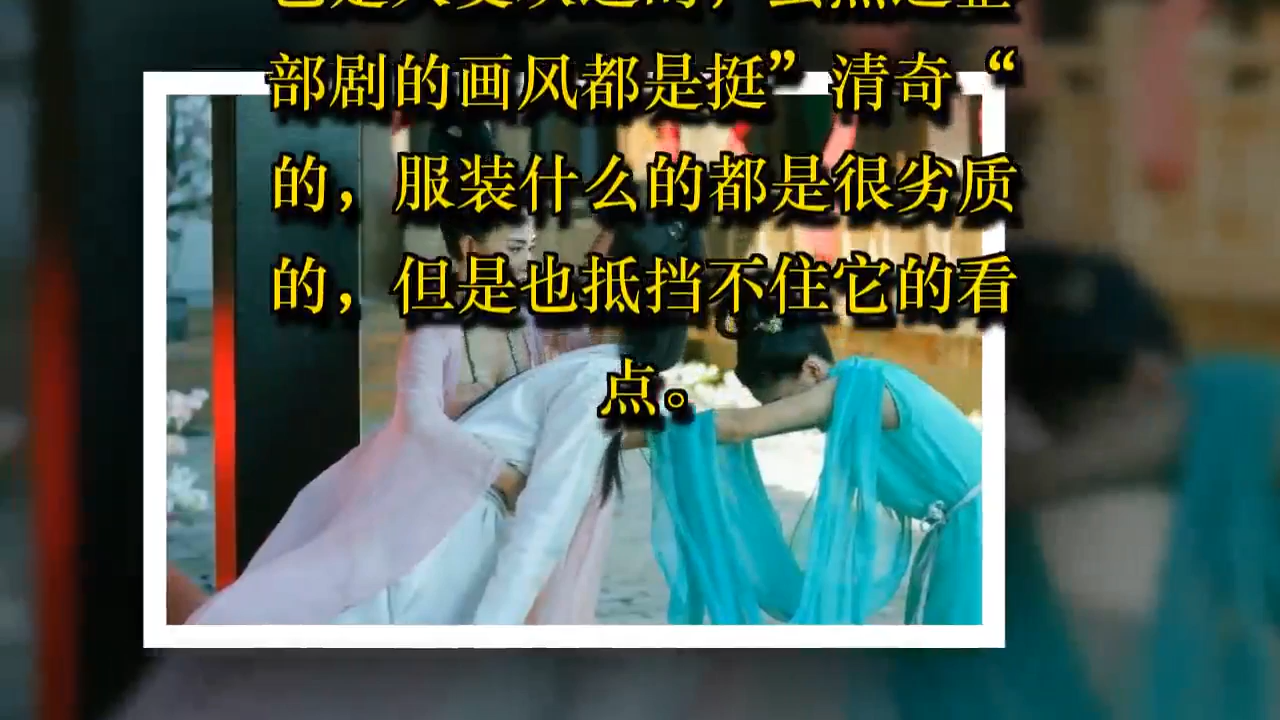 部剧的画风都是挺”清奇“
的，服装什么的都是很劣质
的，但是也抵挡不住它的看
点。